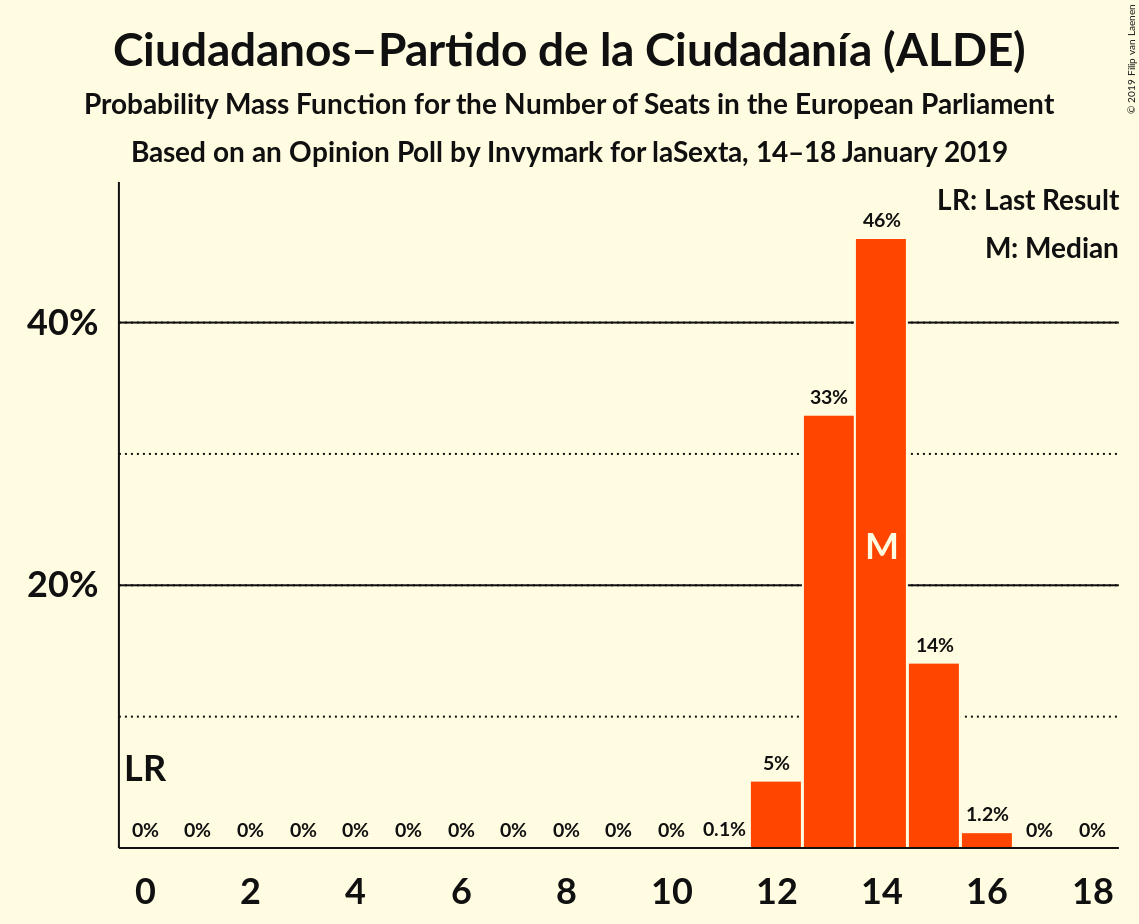 Ciudadanos–Partido de la Ciudadanía (ALDE)
Probability Mass Function for the Number of Seats in the European Parliament
Based on an Opinion Poll by Invymark for laSexta, 14–18 January 2019
© 2019 Filip van Laenen
LR: Last Result
M: Median
46%
40%
33%
M
20%
14%
LR
5%
0% 0% 0% 0% 0% 0% 0% 0% 0% 0% 0% 0.1% 1.2% 0% 0%
0 2 4 6 8 10 12 14 16 18